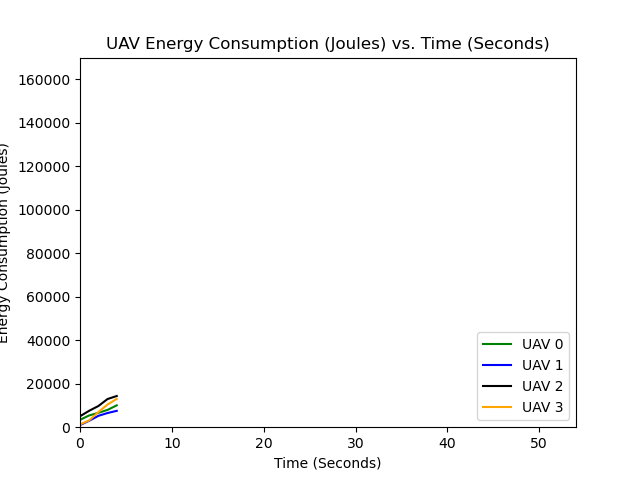 UAV Energy Consumption (Joules) vs. Time (Seconds)
160000
140000
120000
100000
80000
60000
40000
20000
0
Energy Consumption (Joules)
0 10 20 30 40 50
Time (Seconds)
UAV 0
UAV 1
UAV 2
UAV 3